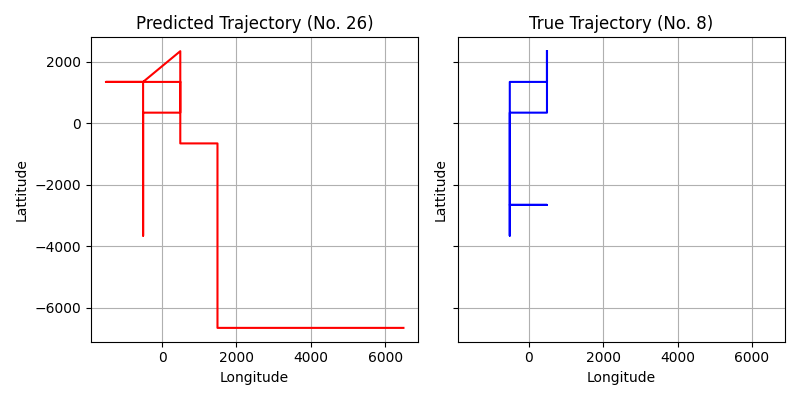 Predicted Trajectory (No. 26)
True Trajectory (No. 8)
Lattitude
2000
0
−2000
−4000
−6000
0 2000 4000 6000
Longitude
Lattitude
0 2000 4000 6000
Longitude